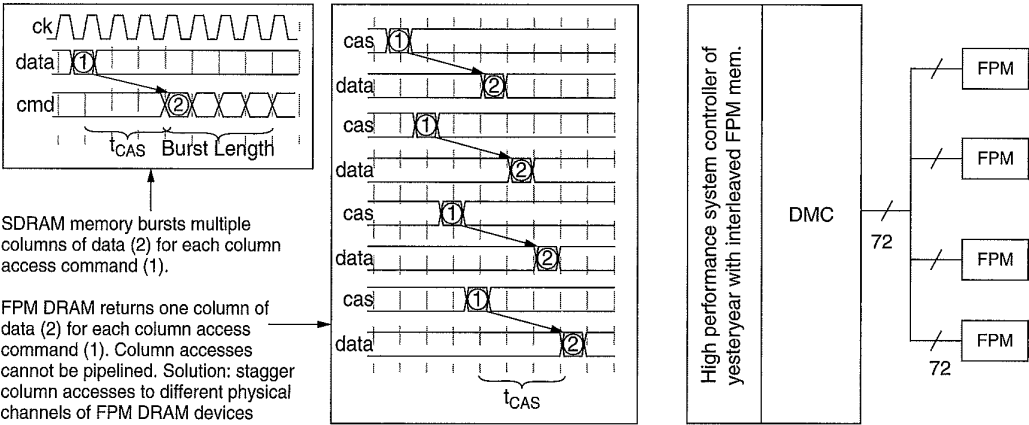 ck
data
1
cmd
2
tCAS Burst Length
SDRAM memory bursts multiple
columns of data (2) for each column
access command (1).
FPM DRAM returns one column of
data (2) for each column access
command (1). Column accesses
cannot be pipelined. Solution: stagger
column accesses to different physical
channels of FPM DRAM devices
cas
1
data
2
cas
1
data
2
cas
1
data
2
cas
1
data
2
tCAS
High performance system controller of
yesteryear with interleaved FPM mem.
DMC
72
FPM
FPM
FPM
FPM
72